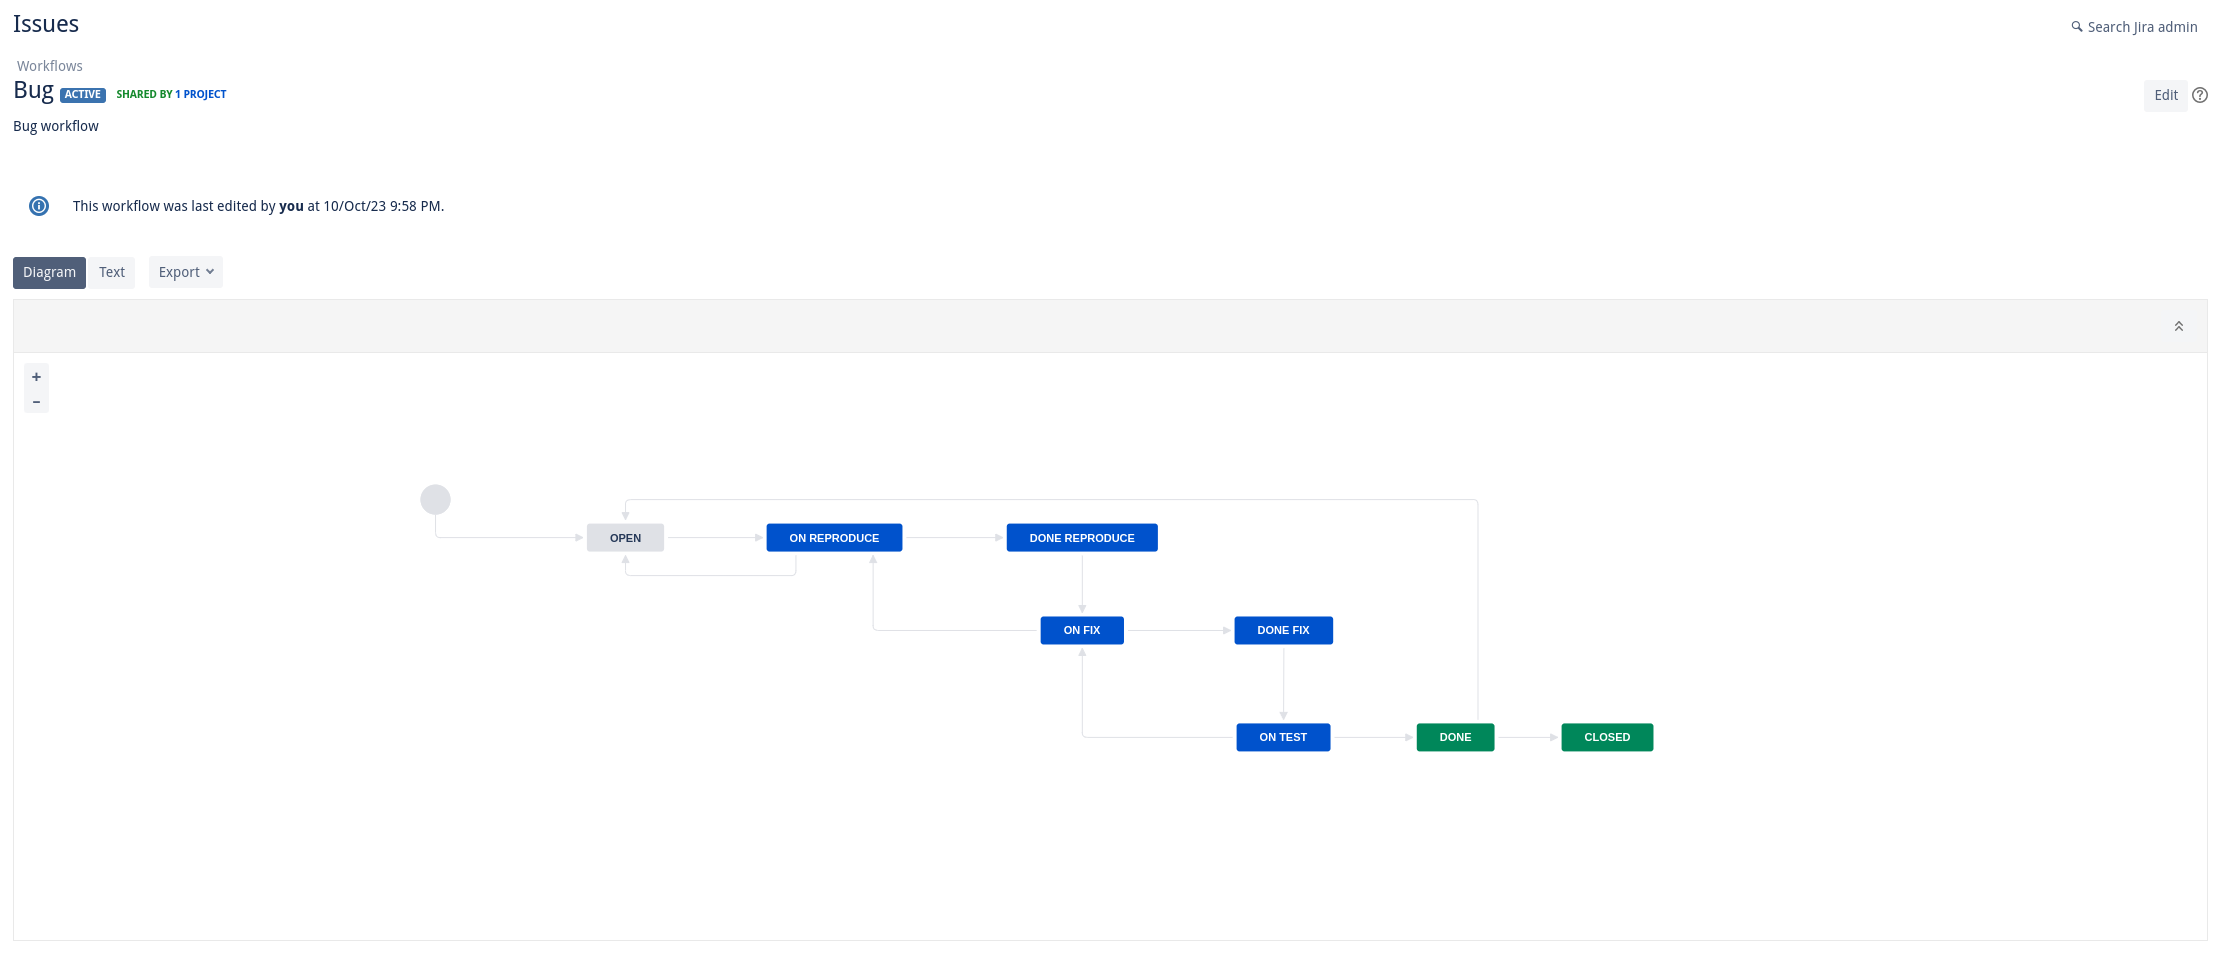 Issues
Search Jira admin
Workflows
Bug ACTIVE SHARED BY 1 PROJECT
Edit
Bug workflow
This workflow was last edited by you at 10/Oct/23 9:58 PM.
Diagram Text Export
+
-
OPEN ON REPRODUCE DONE REPRODUCE
ON FIX DONE FIX
ON TEST DONE CLOSED